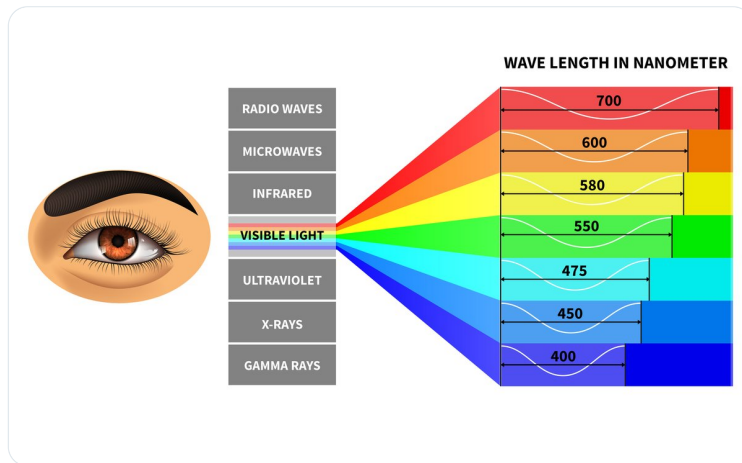 WAVE LENGTH IN NANOMETER
RADIO WAVES
MICROWAVES
INFRARED
VISIBLE LIGHT
ULTRAVIOLET
X-RAYS
GAMMA RAYS
700
600
580
550
475
450
400